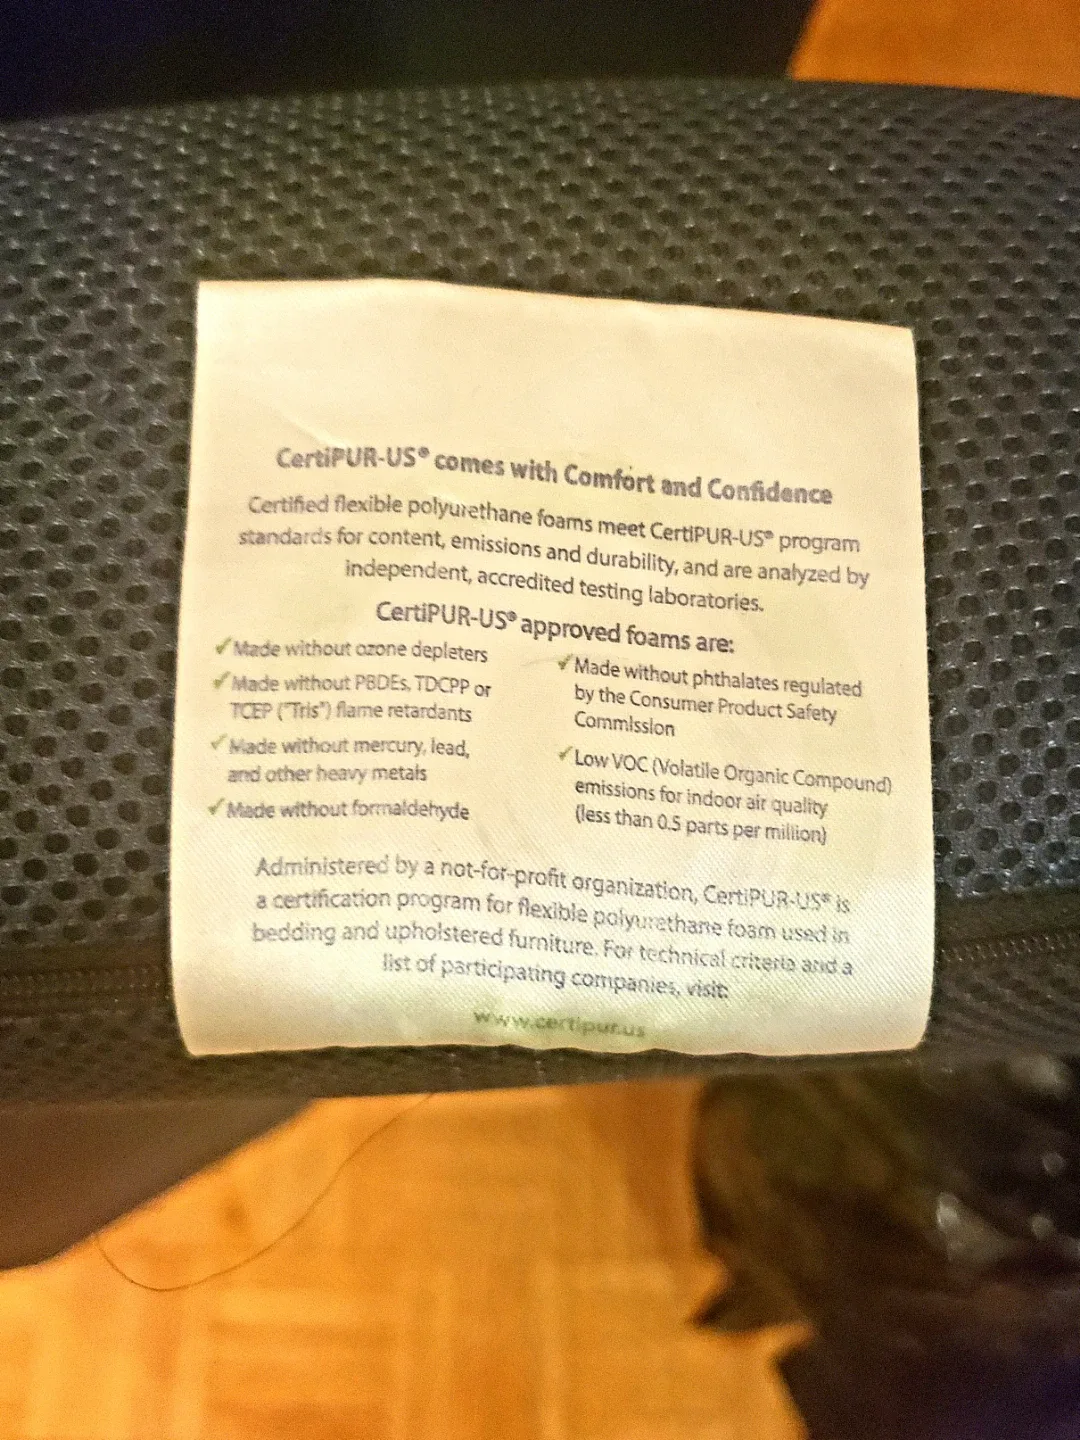 CertiPUR-US® comes with Comfort and Confidence
Certified flexible polyurethane foams meet CertiPUR-US® program
standards for content, emissions and durability, and are analyzed by
independent, accredited testing laboratories.
CertiPUR-US® approved foams are:
✓Made without ozone depleters
✓Made without PBDEs, TDCPP or
TCEP ("Tris") flame retardants
✓Made without mercury, lead,
and other heavy metals
✓Made without formaldehyde
✓Made without phthalates regulated
by the Consumer Product Safety
Commission
✓Low VOC (Volatile Organic Compound)
emissions for indoor air quality
(less than 0.5 parts per million)
Administered by a not-for-profit organization, CertiPUR-US® is
a certification program for flexible polyurethane foam used in
bedding and upholstered furniture. For technical criteria and a
list of participating companies, visit:
www.certipur.us